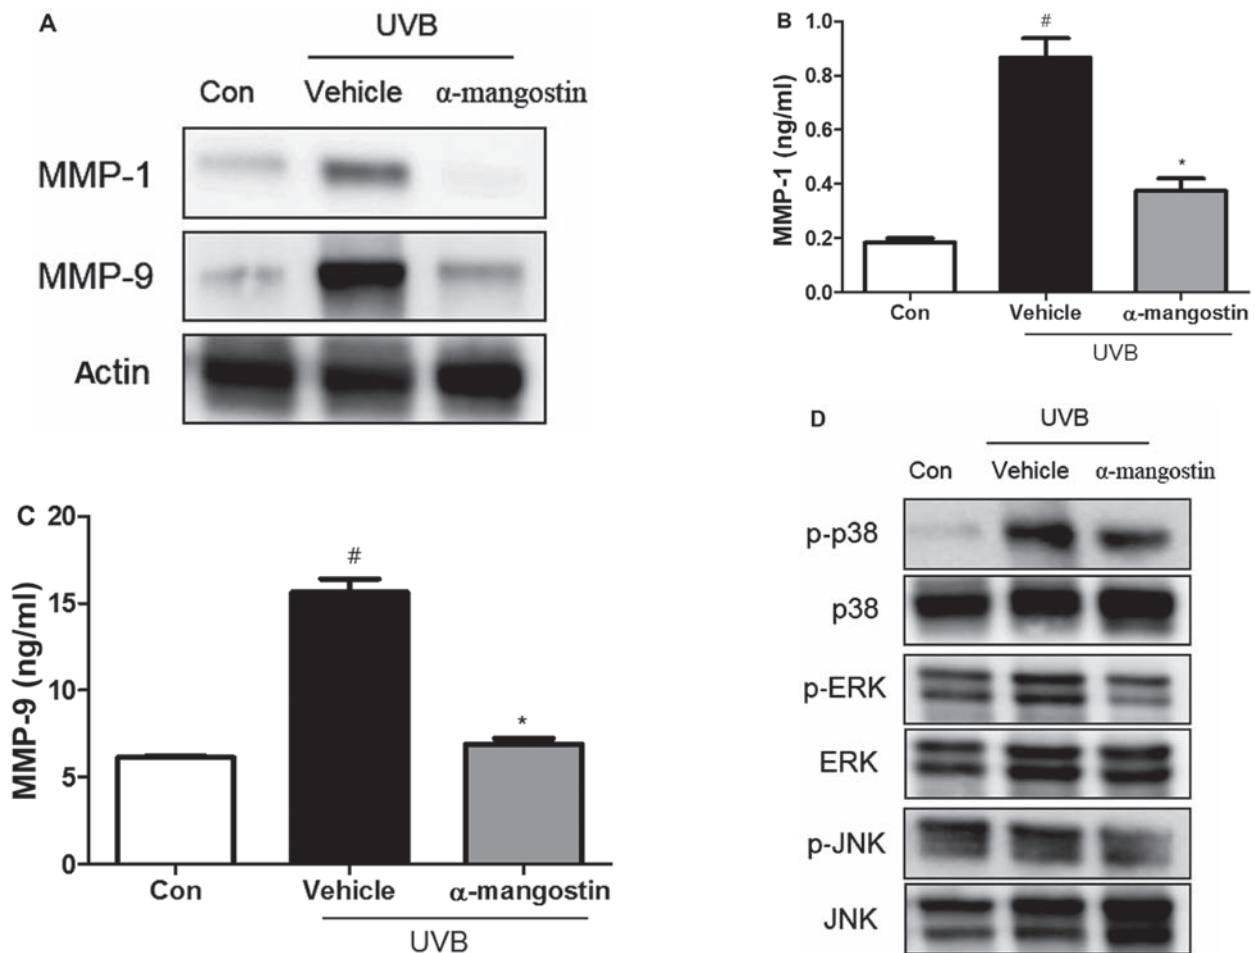 A
UVB
Con Vehicle α-mangostin
MMP-1
MMP-9
Actin
B
MMP-1 (ng/ml)
1.0
0.8
0.6
0.4
0.2
0.0
#
*
Con Vehicle α-mangostin
UVB
C
MMP-9 (ng/ml)
20
15
10
5
0
#
*
Con Vehicle α-mangostin
UVB
D
UVB
Con Vehicle α-mangostin
p-p38
p38
p-ERK
ERK
p-JNK
JNK